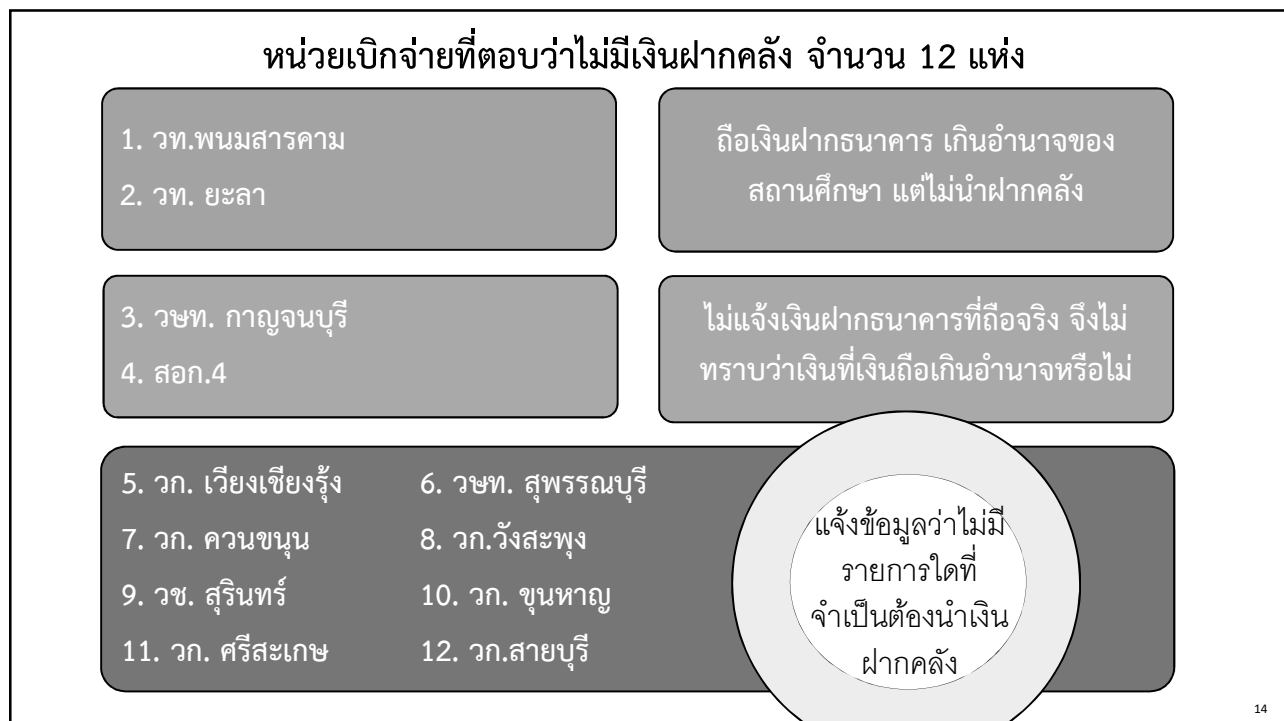 หน่วยเบิกจ่ายที่ตอบว่าไม่มีเงินฝากคลัง จำนวน 12 แห่ง
1. วท.พนมสารคาม
2. วท. ยะลา
ถือเงินฝากธนาคาร เกินอำนาจของ
สถานศึกษา แต่ไม่นำฝากคลัง
3. วษท. กาญจนบุรี
4. สอก.4
ไม่แจ้งเงินฝากธนาคารที่ถือจริง จึงไม่
ทราบว่าเงินที่เงินถือเกินอำนาจหรือไม่
5. วก. เวียงเชียงรุ้ง 6. วษท. สุพรรณบุรี
7. วก. ควนขนุน 8. วก.วังสะพุง
9. วช. สุรินทร์ 10. วก. ขุนหาญ
11. วก. ศรีสะเกษ 12. วก.สายบุรี
แจ้งข้อมูลว่าไม่มี
รายการใดที่
จำเป็นต้องนำเงิน
ฝากคลัง
14